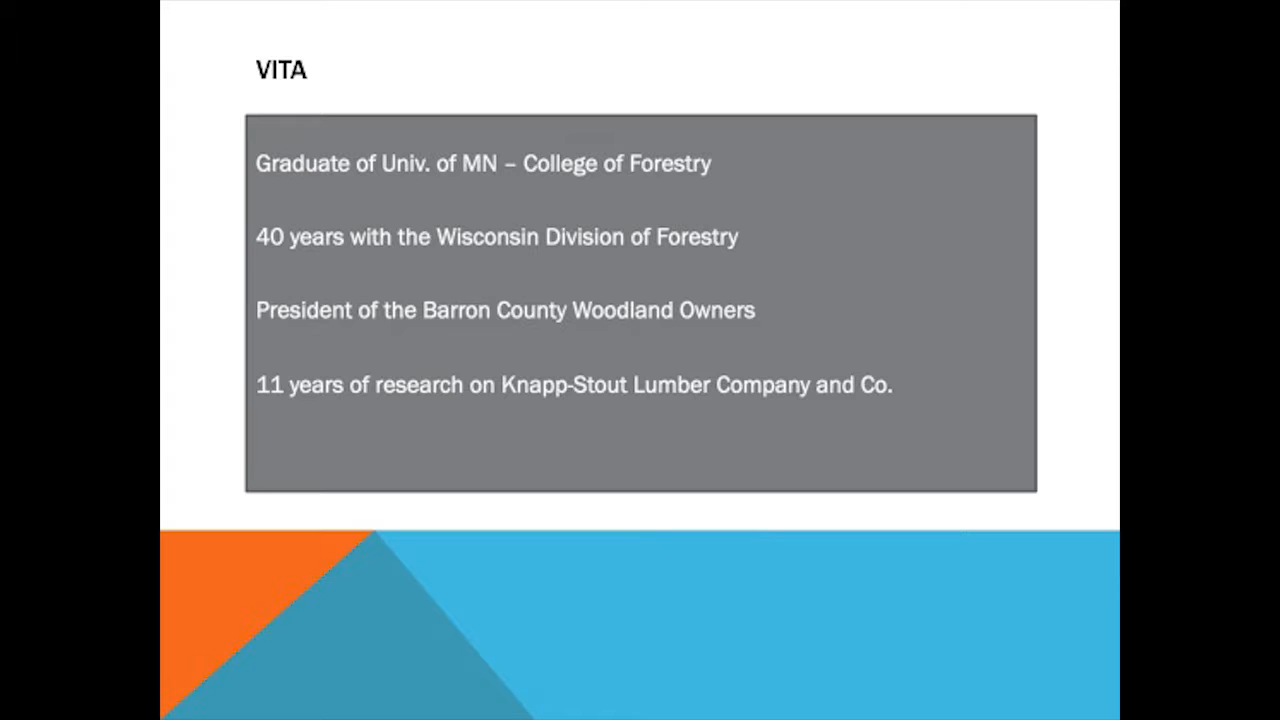 VITA
Graduate of Univ. of MN – College of Forestry
40 years with the Wisconsin Division of Forestry
President of the Barron County Woodland Owners
11 years of research on Knapp-Stout Lumber Company and Co.